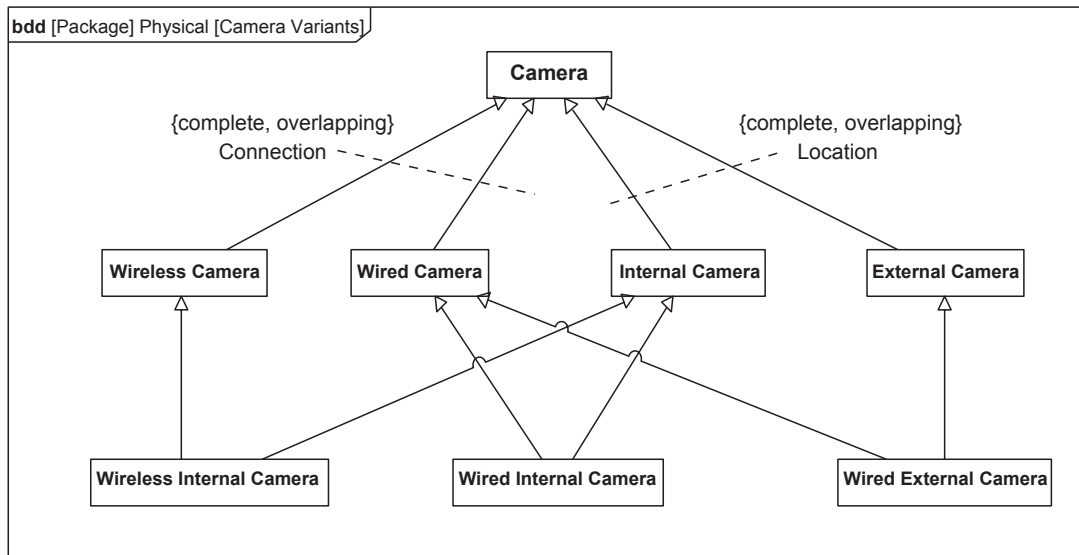 bdd [Package] Physical [Camera Variants]
Camera
{complete, overlapping}
Connection
{complete, overlapping}
Location
Wireless Camera
Wired Camera
Internal Camera
External Camera
Wireless Internal Camera
Wired Internal Camera
Wired External Camera